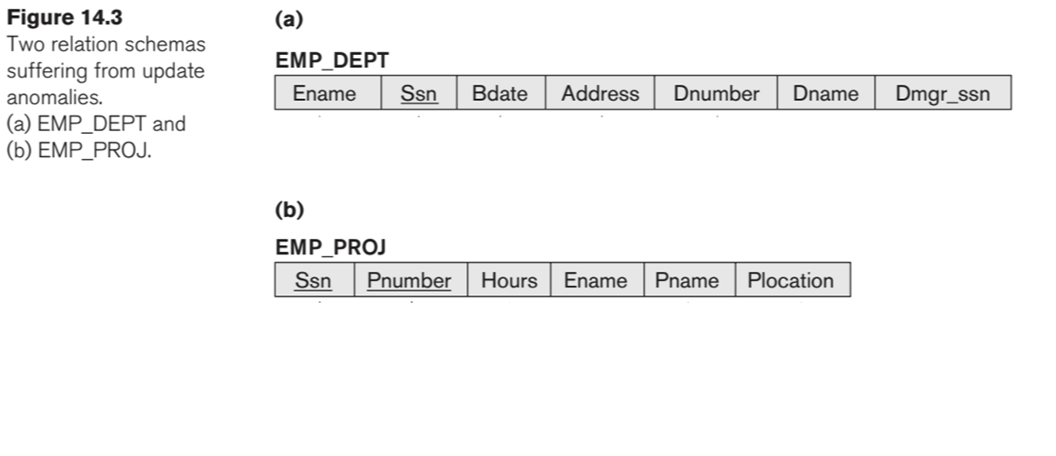 Figure 14.3
Two relation schemas
suffering from update
anomalies.
(a) EMP_DEPT and
(b) EMP_PROJ.
(a)
EMP_DEPT
Ename Ssn Bdate Address Dnumber Dname Dmgr_ssn
(b)
EMP_PROJ
Ssn Pnumber Hours Ename Pname Plocation